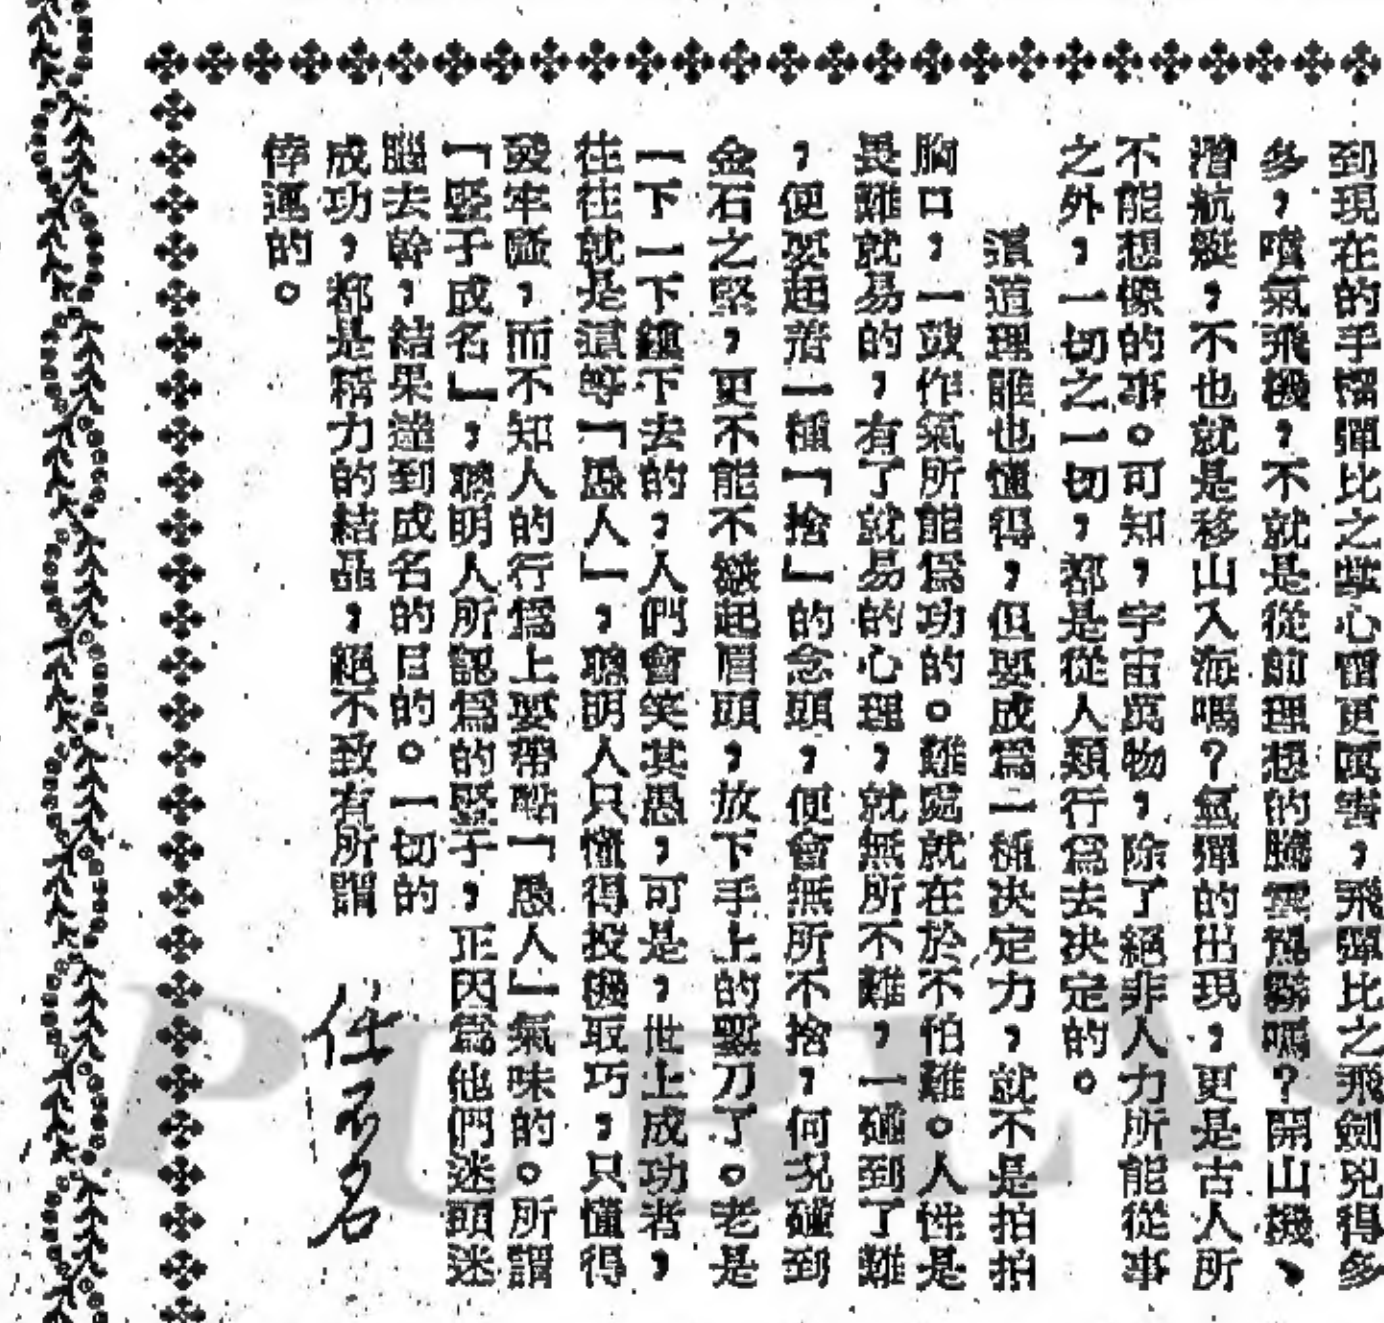 到現在的手榴彈比之掌心雷更厲害，飛彈比之飛劍兇得多
多，噴氣飛機，不就是從前理想的騰雲駕霧嗎？開山機、
潛航艇，不也就是移山入海嗎？氫彈的出現，更是古人所
不能想像的事。可知，宇宙萬物，除了絕非人力所能從事
之外，一切之一切，都是從人類行為去決定的。
這道理誰也懂得，但要成爲一種決定力，就不是拍拍
胸口，一鼓作氣所能爲功的。難處就在於不怕難。人性是
畏難就易的，有了就易的心理，就無所不難，一碰到了難
，便要起著一種「捨」的念頭，便會無所不捨，何況碰到
金石之堅，更不能不皺起眉頭，放下手上的鑿刀了。老是
一下一下鑿下去的，人們會笑其愚，可是，世上成功者，
往往就是這等「愚人」，聰明人只懂得投機取巧，只懂得
發牢騷，而不知人的行爲上要帶點「愚人」氣味的。所謂
「竪子成名」，聰明人所認爲的竪子，正因爲他們迷頭迷
腦去幹，結果達到成名的目的。一切的
成功，都是精力的結晶，絕不致有所謂
倖運的。
任不名
PUBLIC